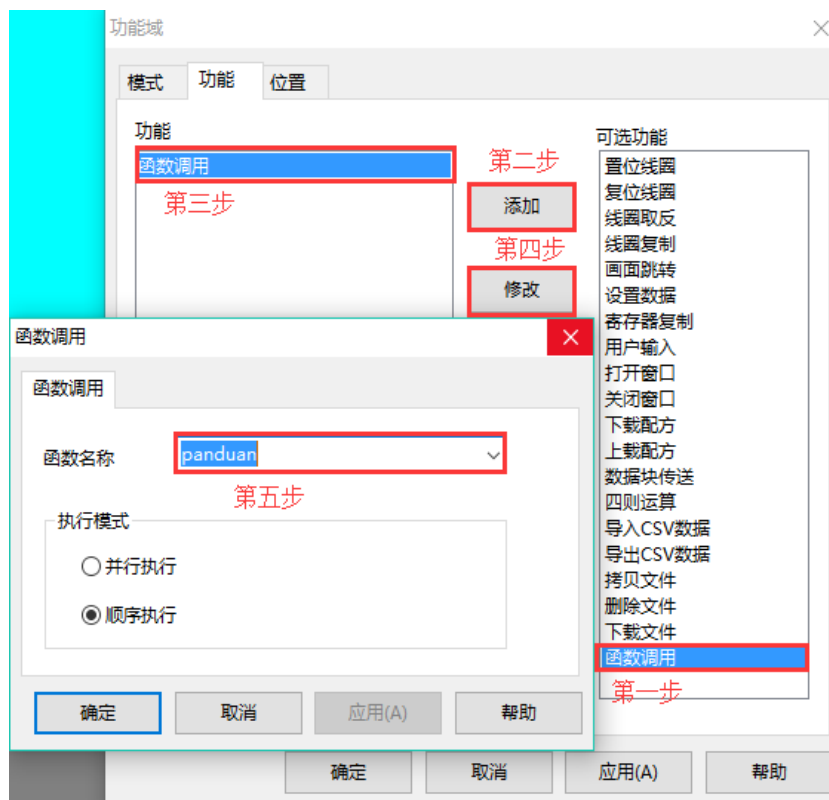 功能域
模式 功能 位置
功能
函数调用
第三步
第二步
添加
第四步
修改
可选功能
置位线圈
复位线圈
线圈取反
线圈复制
画面跳转
设置数据
寄存器复制
用户输入
打开窗口
关闭窗口
下载配方
上载配方
数据块传送
四则运算
导入CSV数据
导出CSV数据
拷贝文件
删除文件
下载文件
函数调用
第一步
函数调用
函数调用
函数名称 panduan
第五步
执行模式
并行执行
顺序执行
确定 取消 应用(A) 帮助
确定 取消 应用(A) 帮助